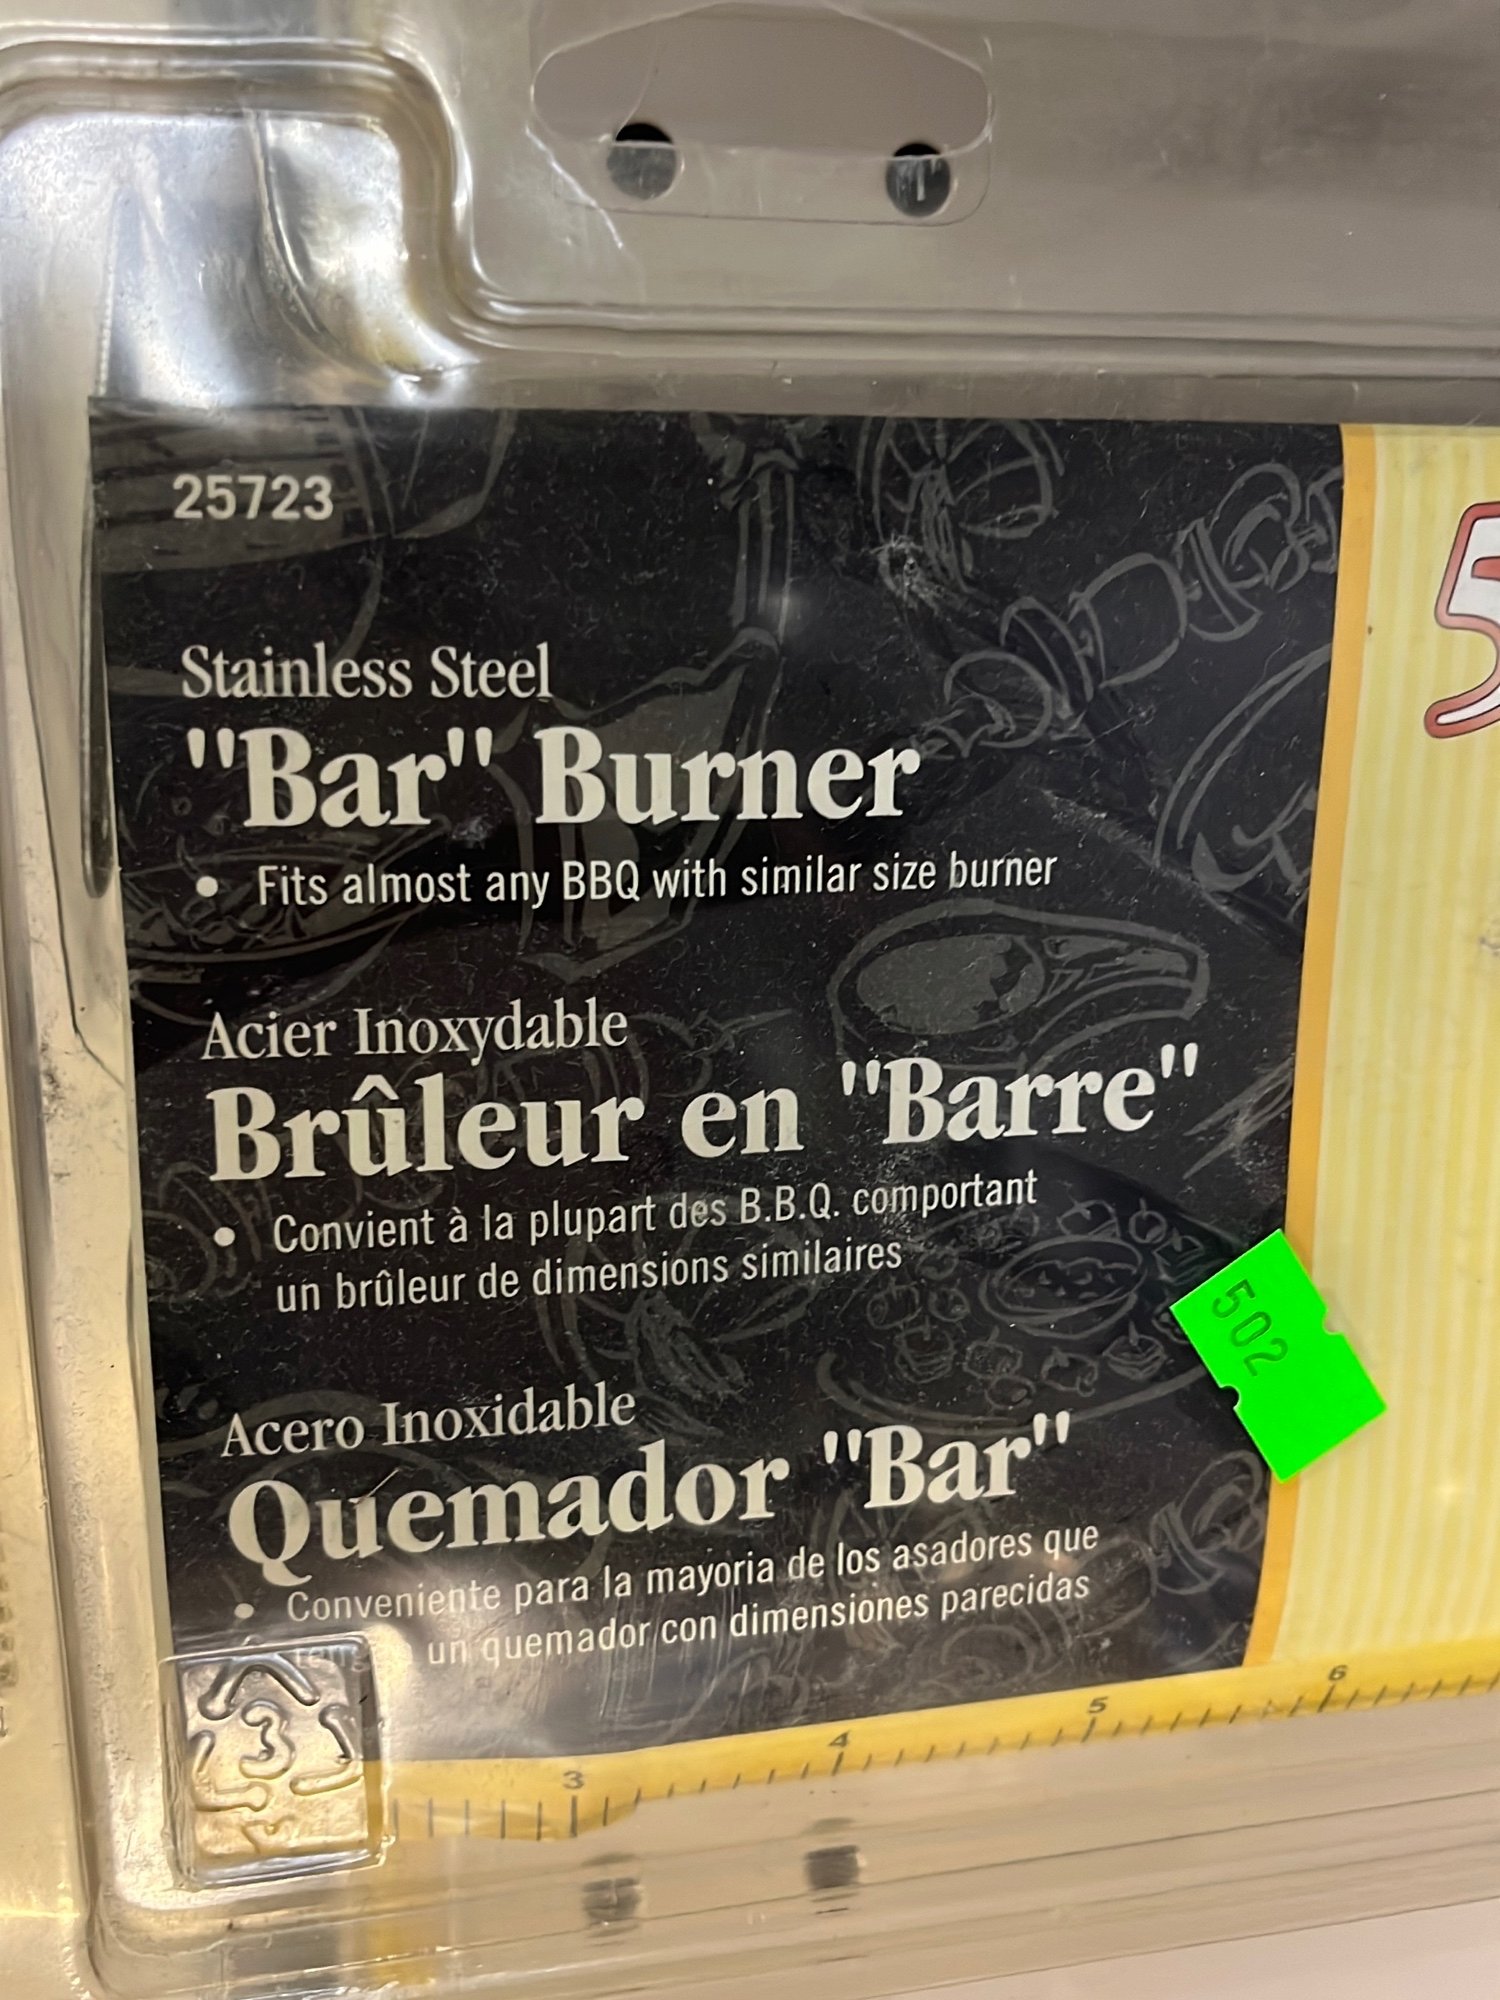 25723
Stainless Steel
"Bar" Burner
• Fits almost any BBQ with similar size burner
Acier Inoxydable
Brûleur en "Barre"
• Convient à la plupart des B.B.Q. comportant
un brûleur de dimensions similaires
502
Acero Inoxidable
Quemador "Bar"
• Conveniente para la mayoria de los asadores que
un quemador con dimensiones parecidas
5
3
3 4 5 6